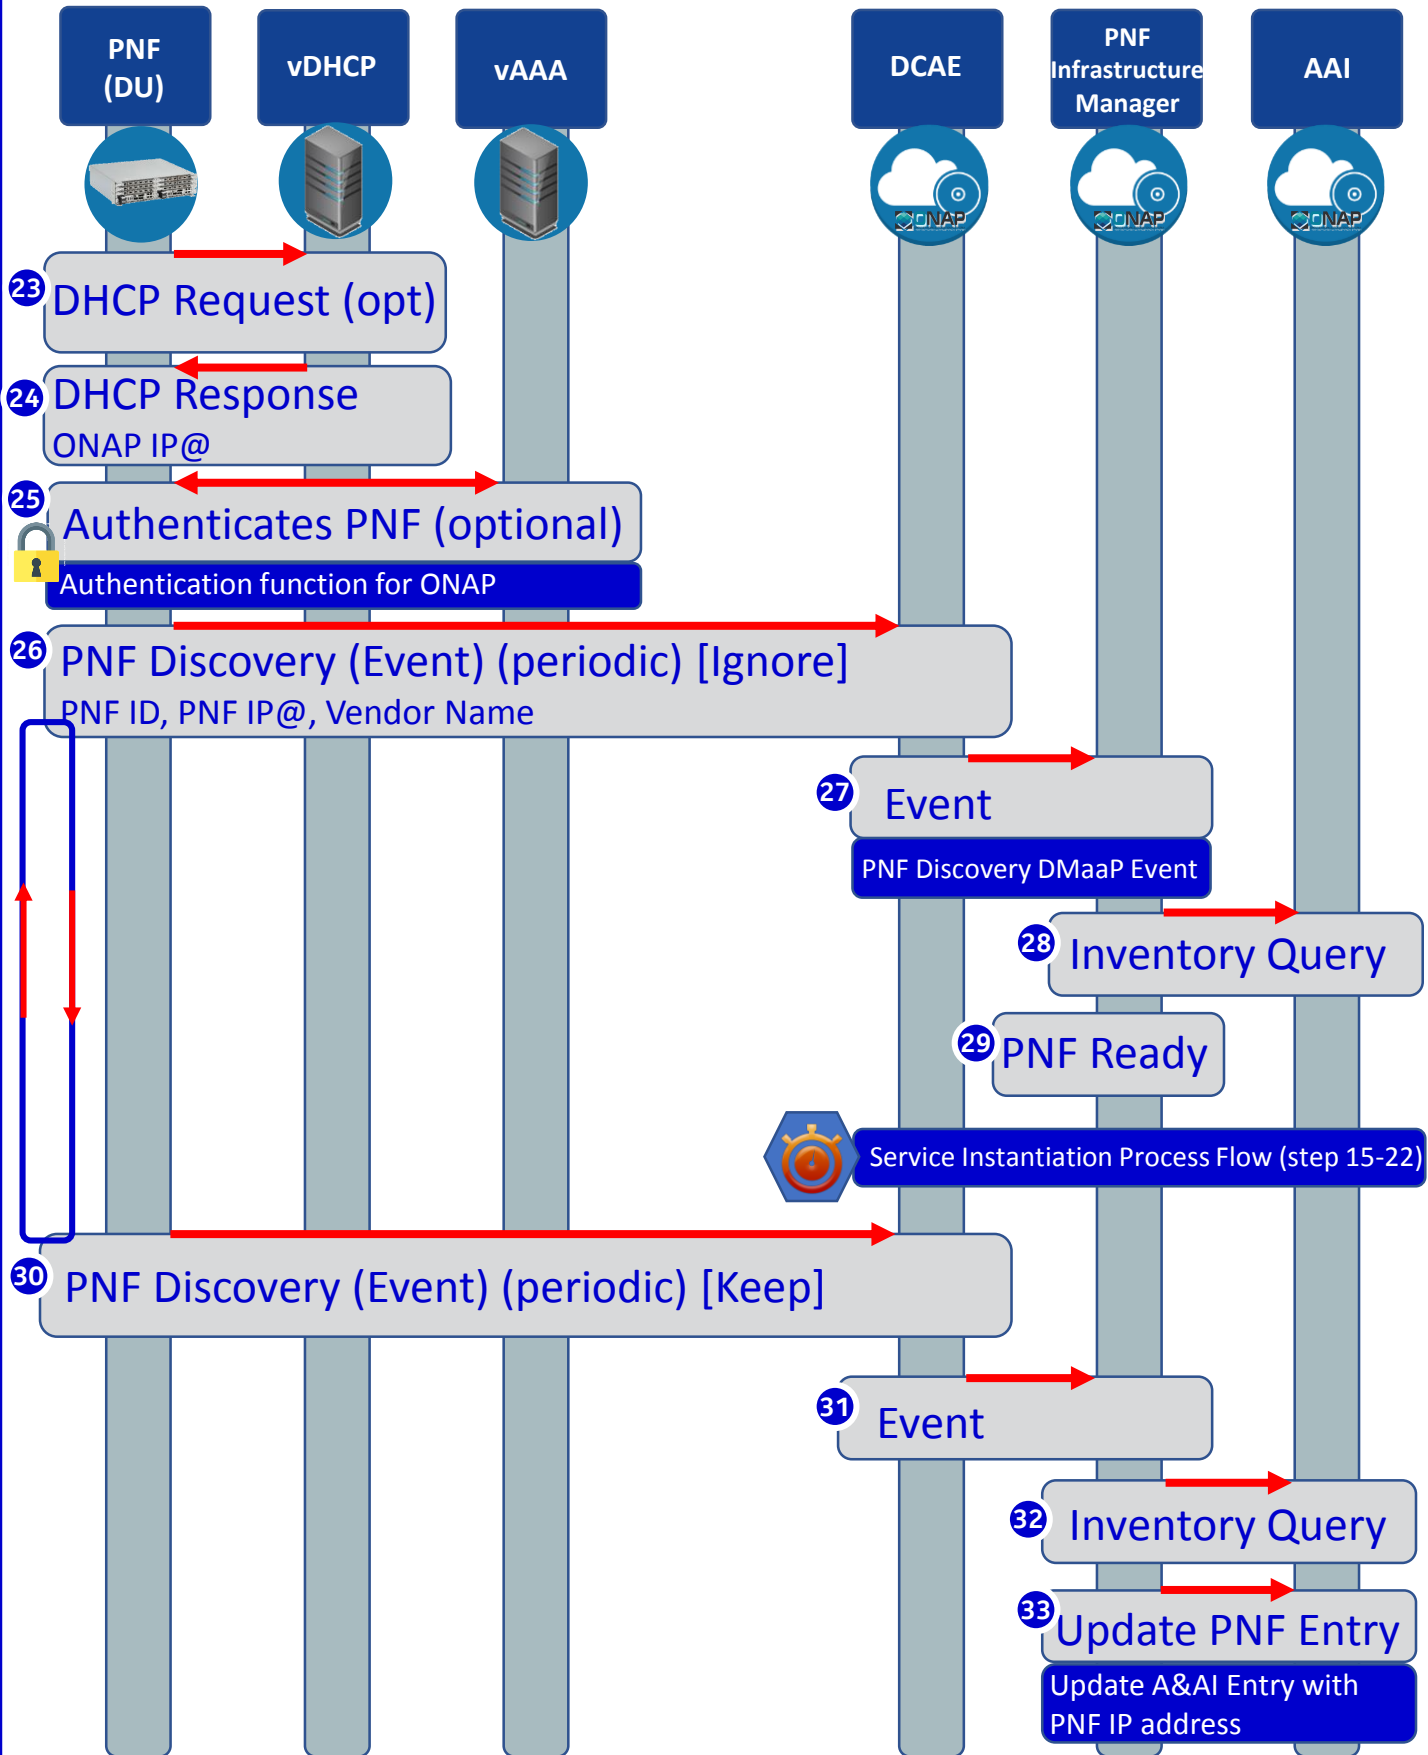 PNF
(DU)
vDHCP
vAAA
DCAE
PNF
Infrastructure
Manager
AAI
ONAP
ONAP
ONAP
23
DHCP Request (opt)
24
DHCP Response
ONAP IP@
25
Authenticates PNF (optional)
Authentication function for ONAP
26
PNF Discovery (Event) (periodic) [Ignore]
PNF ID, PNF IP@, Vendor Name
27
Event
PNF Discovery DMaaP Event
28
Inventory Query
29
PNF Ready
Service Instantiation Process Flow (step 15-22)
30
PNF Discovery (Event) (periodic) [Keep]
31
Event
32
Inventory Query
33
Update PNF Entry
Update A&AI Entry with
PNF IP address